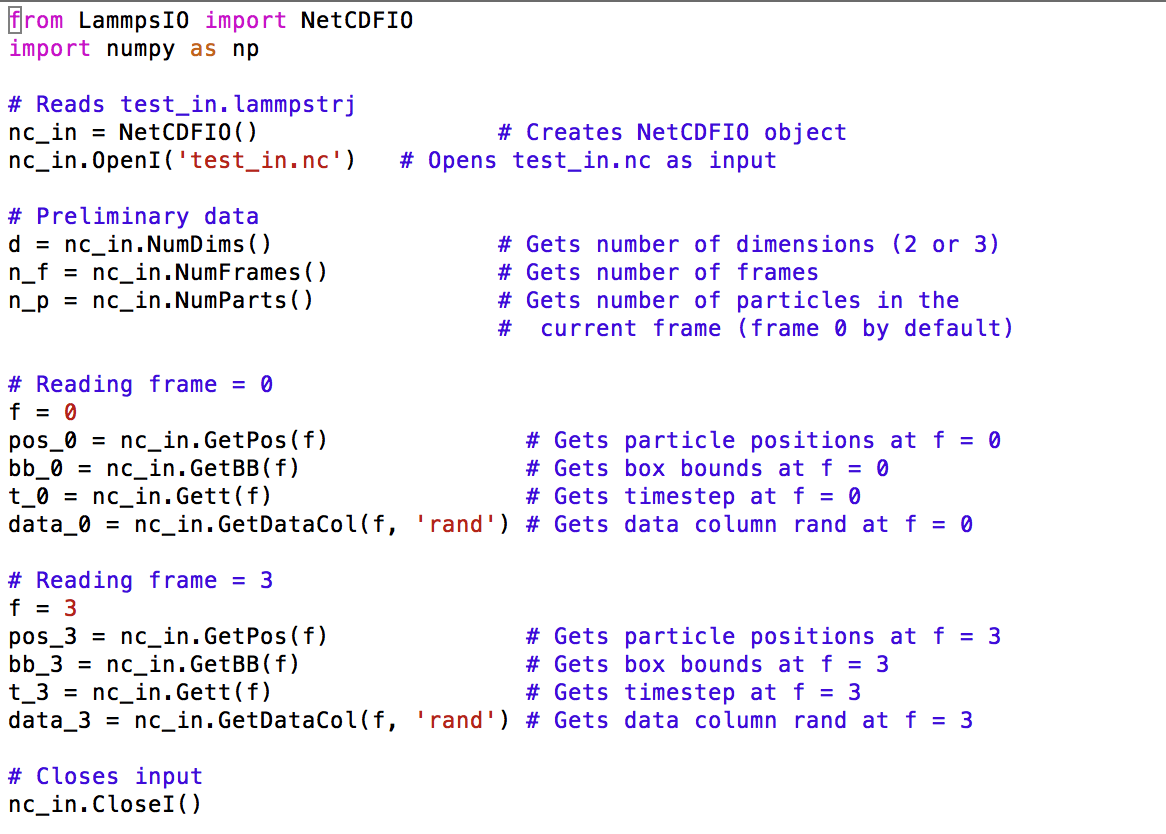 from LammpsIO import NetCDFIO
import numpy as np
# Reads test_in.lammpstrj
nc_in = NetCDFIO() # Creates NetCDFIO object
nc_in.OpenI('test_in.nc') # Opens test_in.nc as input
# Preliminary data
d = nc_in.NumDims() # Gets number of dimensions (2 or 3)
n_f = nc_in.NumFrames() # Gets number of frames
n_p = nc_in.NumParts() # Gets number of particles in the
# current frame (frame 0 by default)
# Reading frame = 0
f = 0
pos_0 = nc_in.GetPos(f) # Gets particle positions at f = 0
bb_0 = nc_in.GetBB(f) # Gets box bounds at f = 0
t_0 = nc_in.Gett(f) # Gets timestep at f = 0
data_0 = nc_in.GetDataCol(f, 'rand') # Gets data column rand at f = 0
# Reading frame = 3
f = 3
pos_3 = nc_in.GetPos(f) # Gets particle positions at f = 3
bb_3 = nc_in.GetBB(f) # Gets box bounds at f = 3
t_3 = nc_in.Gett(f) # Gets timestep at f = 3
data_3 = nc_in.GetDataCol(f, 'rand') # Gets data column rand at f = 3
# Closes input
nc_in.CloseI()